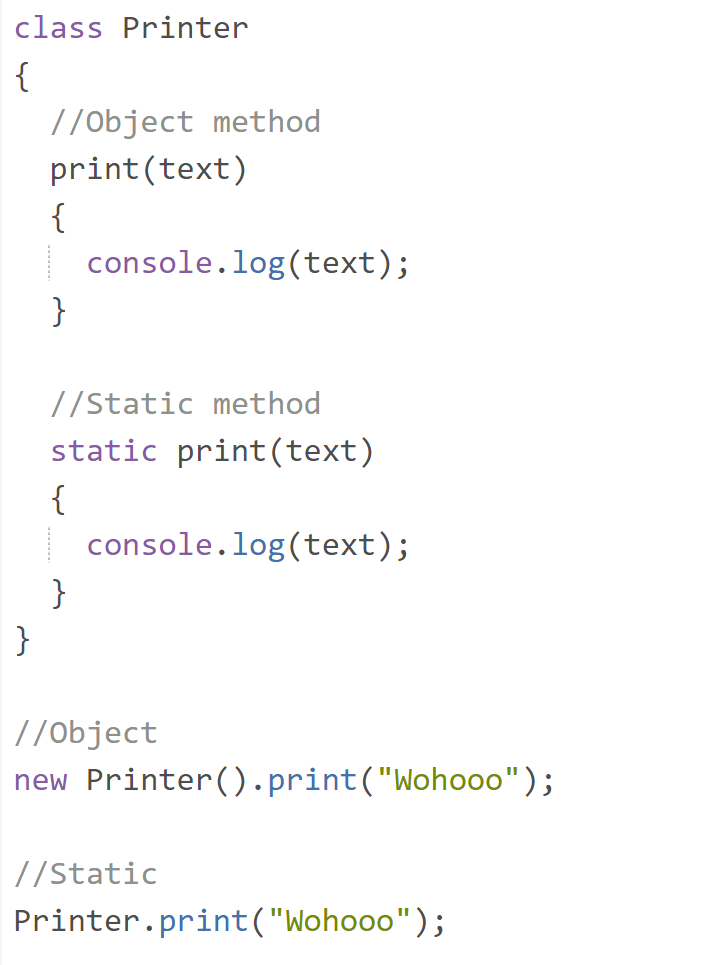 class Printer
{
  //Object method
  print(text)
  {
    console.log(text);
  }

  //Static method
  static print(text)
  {
    console.log(text);
  }
}

//Object
new Printer().print("Wohooo");

//Static
Printer.print("Wohooo");